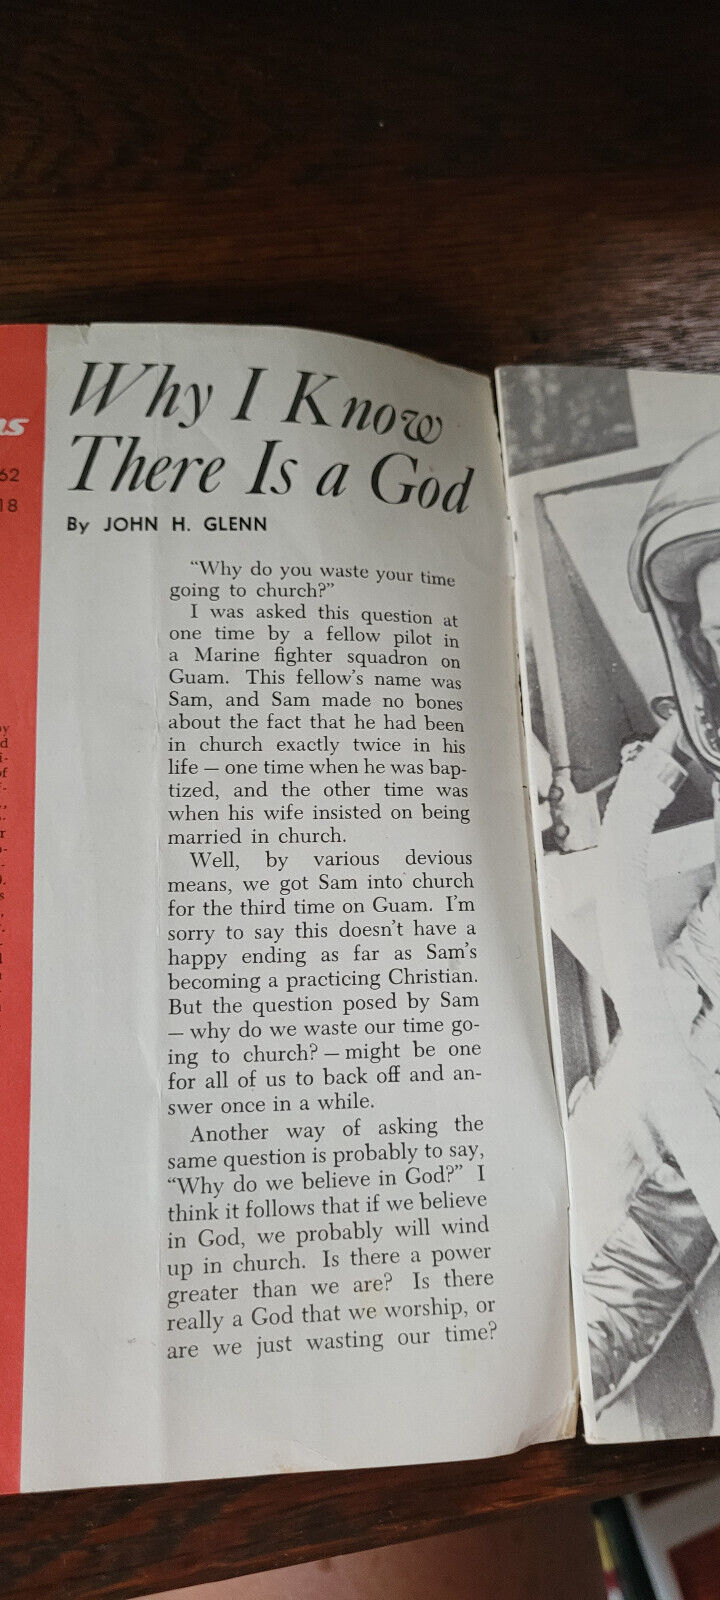 Why I Know
There Is a God
By JOHN H. GLENN
"Why do you waste your time
going to church?"
I was asked this question at
one time by a fellow pilot in
a Marine fighter squadron on
Guam. This fellow's name was
Sam, and Sam made no bones
about the fact that he had been
in church exactly twice in his
life — one time when he was bap-
tized, and the other time was
when his wife insisted on being
married in church.
Well, by various devious
means, we got Sam into church
for the third time on Guam. I'm
sorry to say this doesn't have a
happy ending as far as Sam's
becoming a practicing Christian.
But the question posed by Sam
— why do we waste our time go-
ing to church? — might be one
for all of us to back off and an-
swer once in a while.
Another way of asking the
same question is probably to say,
"Why do we believe in God?" I
think it follows that if we believe
in God, we probably will wind
up in church. Is there a power
greater than we are? Is there
really a God that we worship, or
are we just wasting our time?